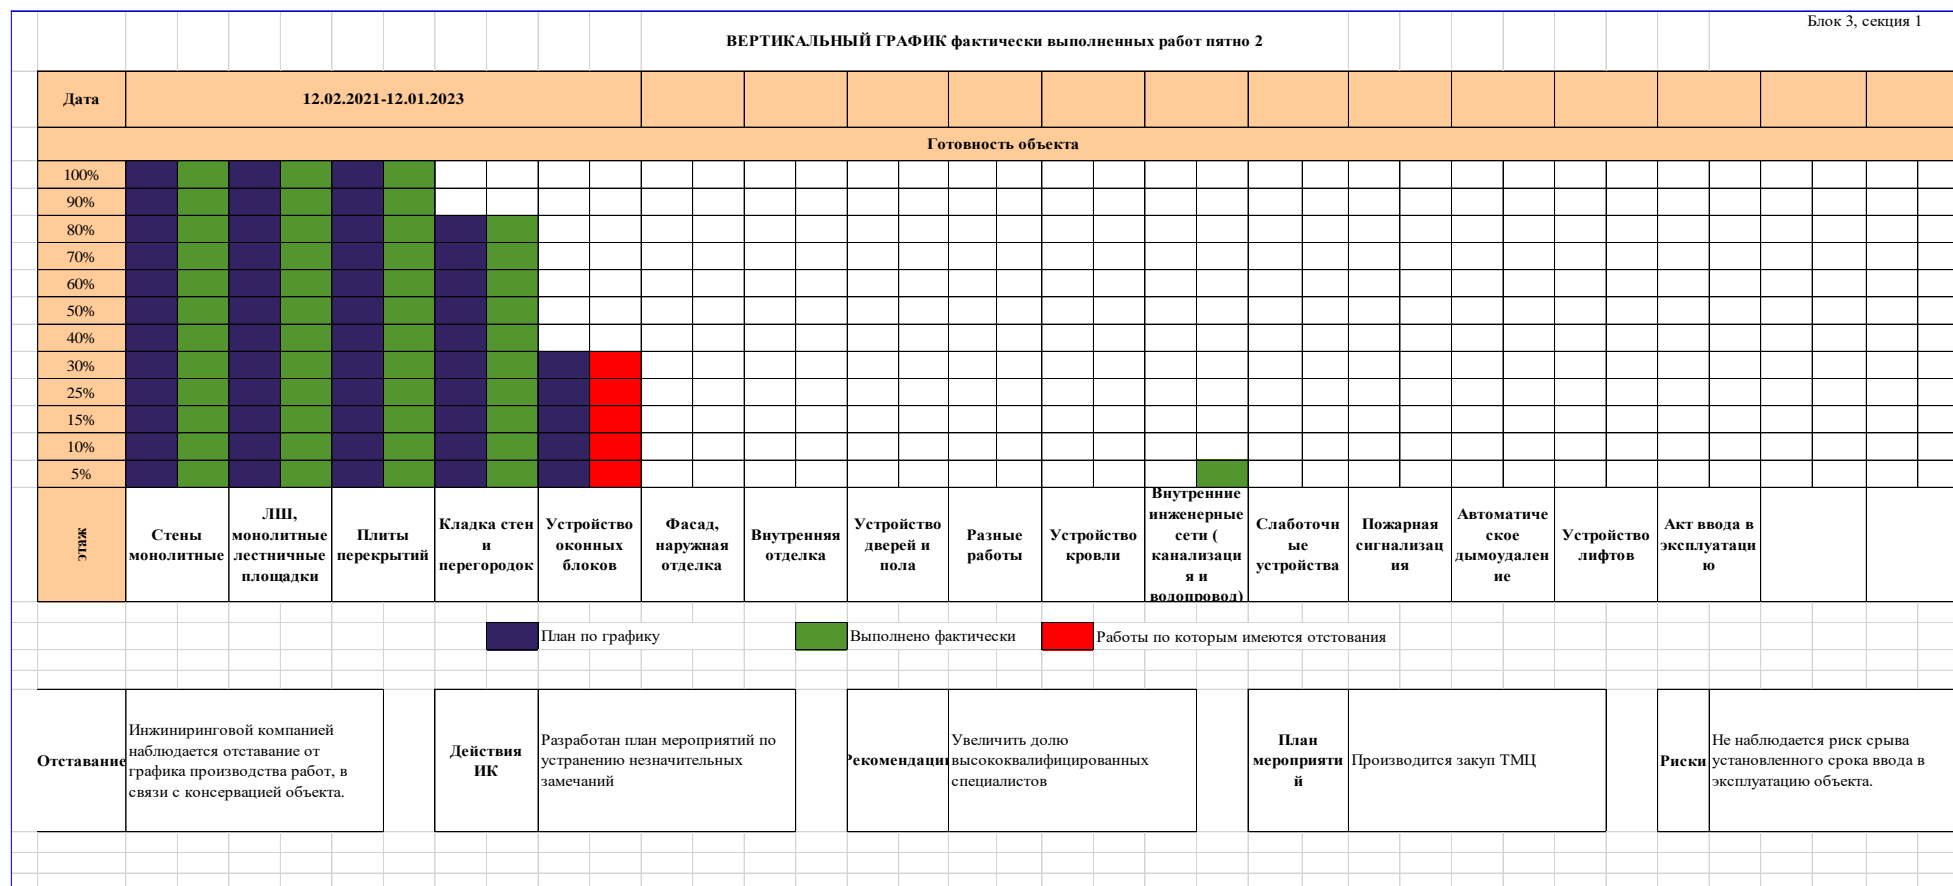 Блок 3, секция 1
ВЕРТИКАЛЬНЫЙ ГРАФИК фактически выполненных работ пятно 2
Дата
12.02.2021-12.01.2023
Готовность объекта
100%
90%
80%
70%
60%
50%
40%
30%
25%
15%
10%
5%
этаж
Стены
монолитные
ЛШ,
монолитные
лестничные
площадки
Плиты
перекрытий
Кладка стен
и
перегородок
Устройство
оконных
блоков
Фасад,
наружная
отделка
Внутренняя
отделка
Устройство
дверей и
пола
Разные
работы
Устройство
кровли
Внутренние
инженерные
сети (
канализаци
я и
водопровод)
Слаботочн
ые
устройства
Пожарная
сигнализац
ия
Автоматиче
ское
дымоудален
ие
Устройство
лифтов
Акт ввода в
эксплуатаци
ю
План по графику
Выполнено фактически
Работы по которым имеются отстования
Отставание
Инжиниринговой компанией
наблюдается отставание от
графика производства работ, в
связи с консервацией объекта.
Действия
ИК
Разработан план мероприятий по
устранению незначительных
замечаний
Рекомендации
Увеличить долю
высококвалифицированных
специалистов
План
мероприяти
й
Производится закуп ТМЦ
Риски
Не наблюдается риск срыва
установленного срока ввода в
эксплуатацию объекта.